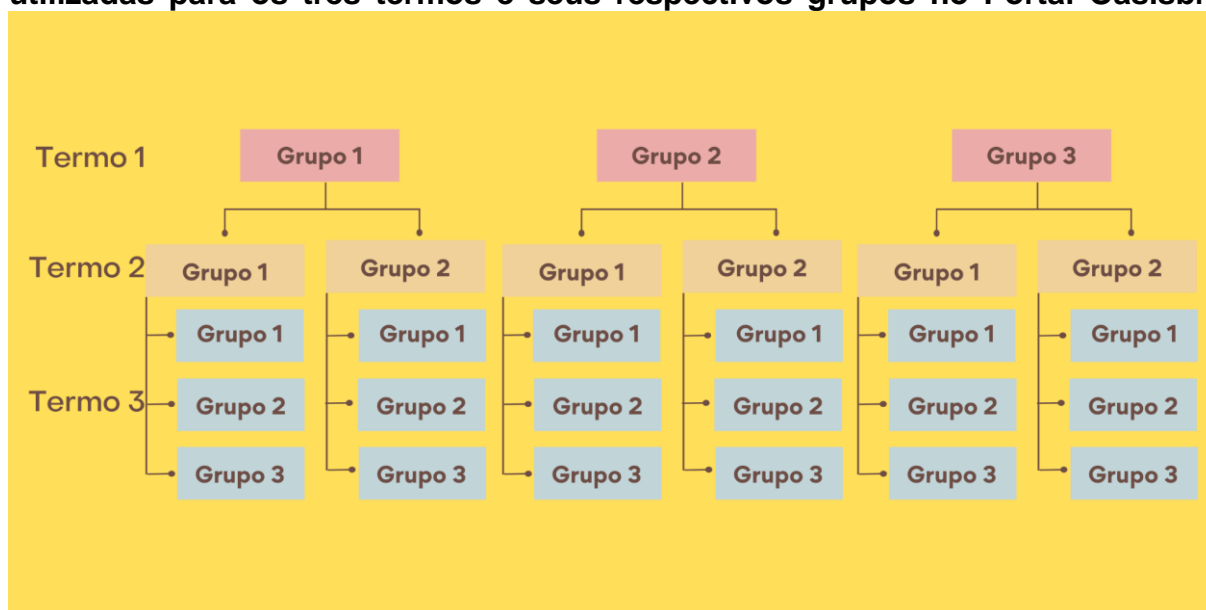 utilizadas para os três termos e seus respectivos grupos no Portal Oasisbr
Termo 1 Grupo 1 Grupo 2 Grupo 3
Termo 2 Grupo 1 Grupo 2 Grupo 1 Grupo 2 Grupo 1 Grupo 2
Grupo 1 Grupo 1 Grupo 1 Grupo 1 Grupo 1 Grupo 1
Termo 3 Grupo 2 Grupo 2 Grupo 2 Grupo 2 Grupo 2 Grupo 2
Grupo 3 Grupo 3 Grupo 3 Grupo 3 Grupo 3 Grupo 3